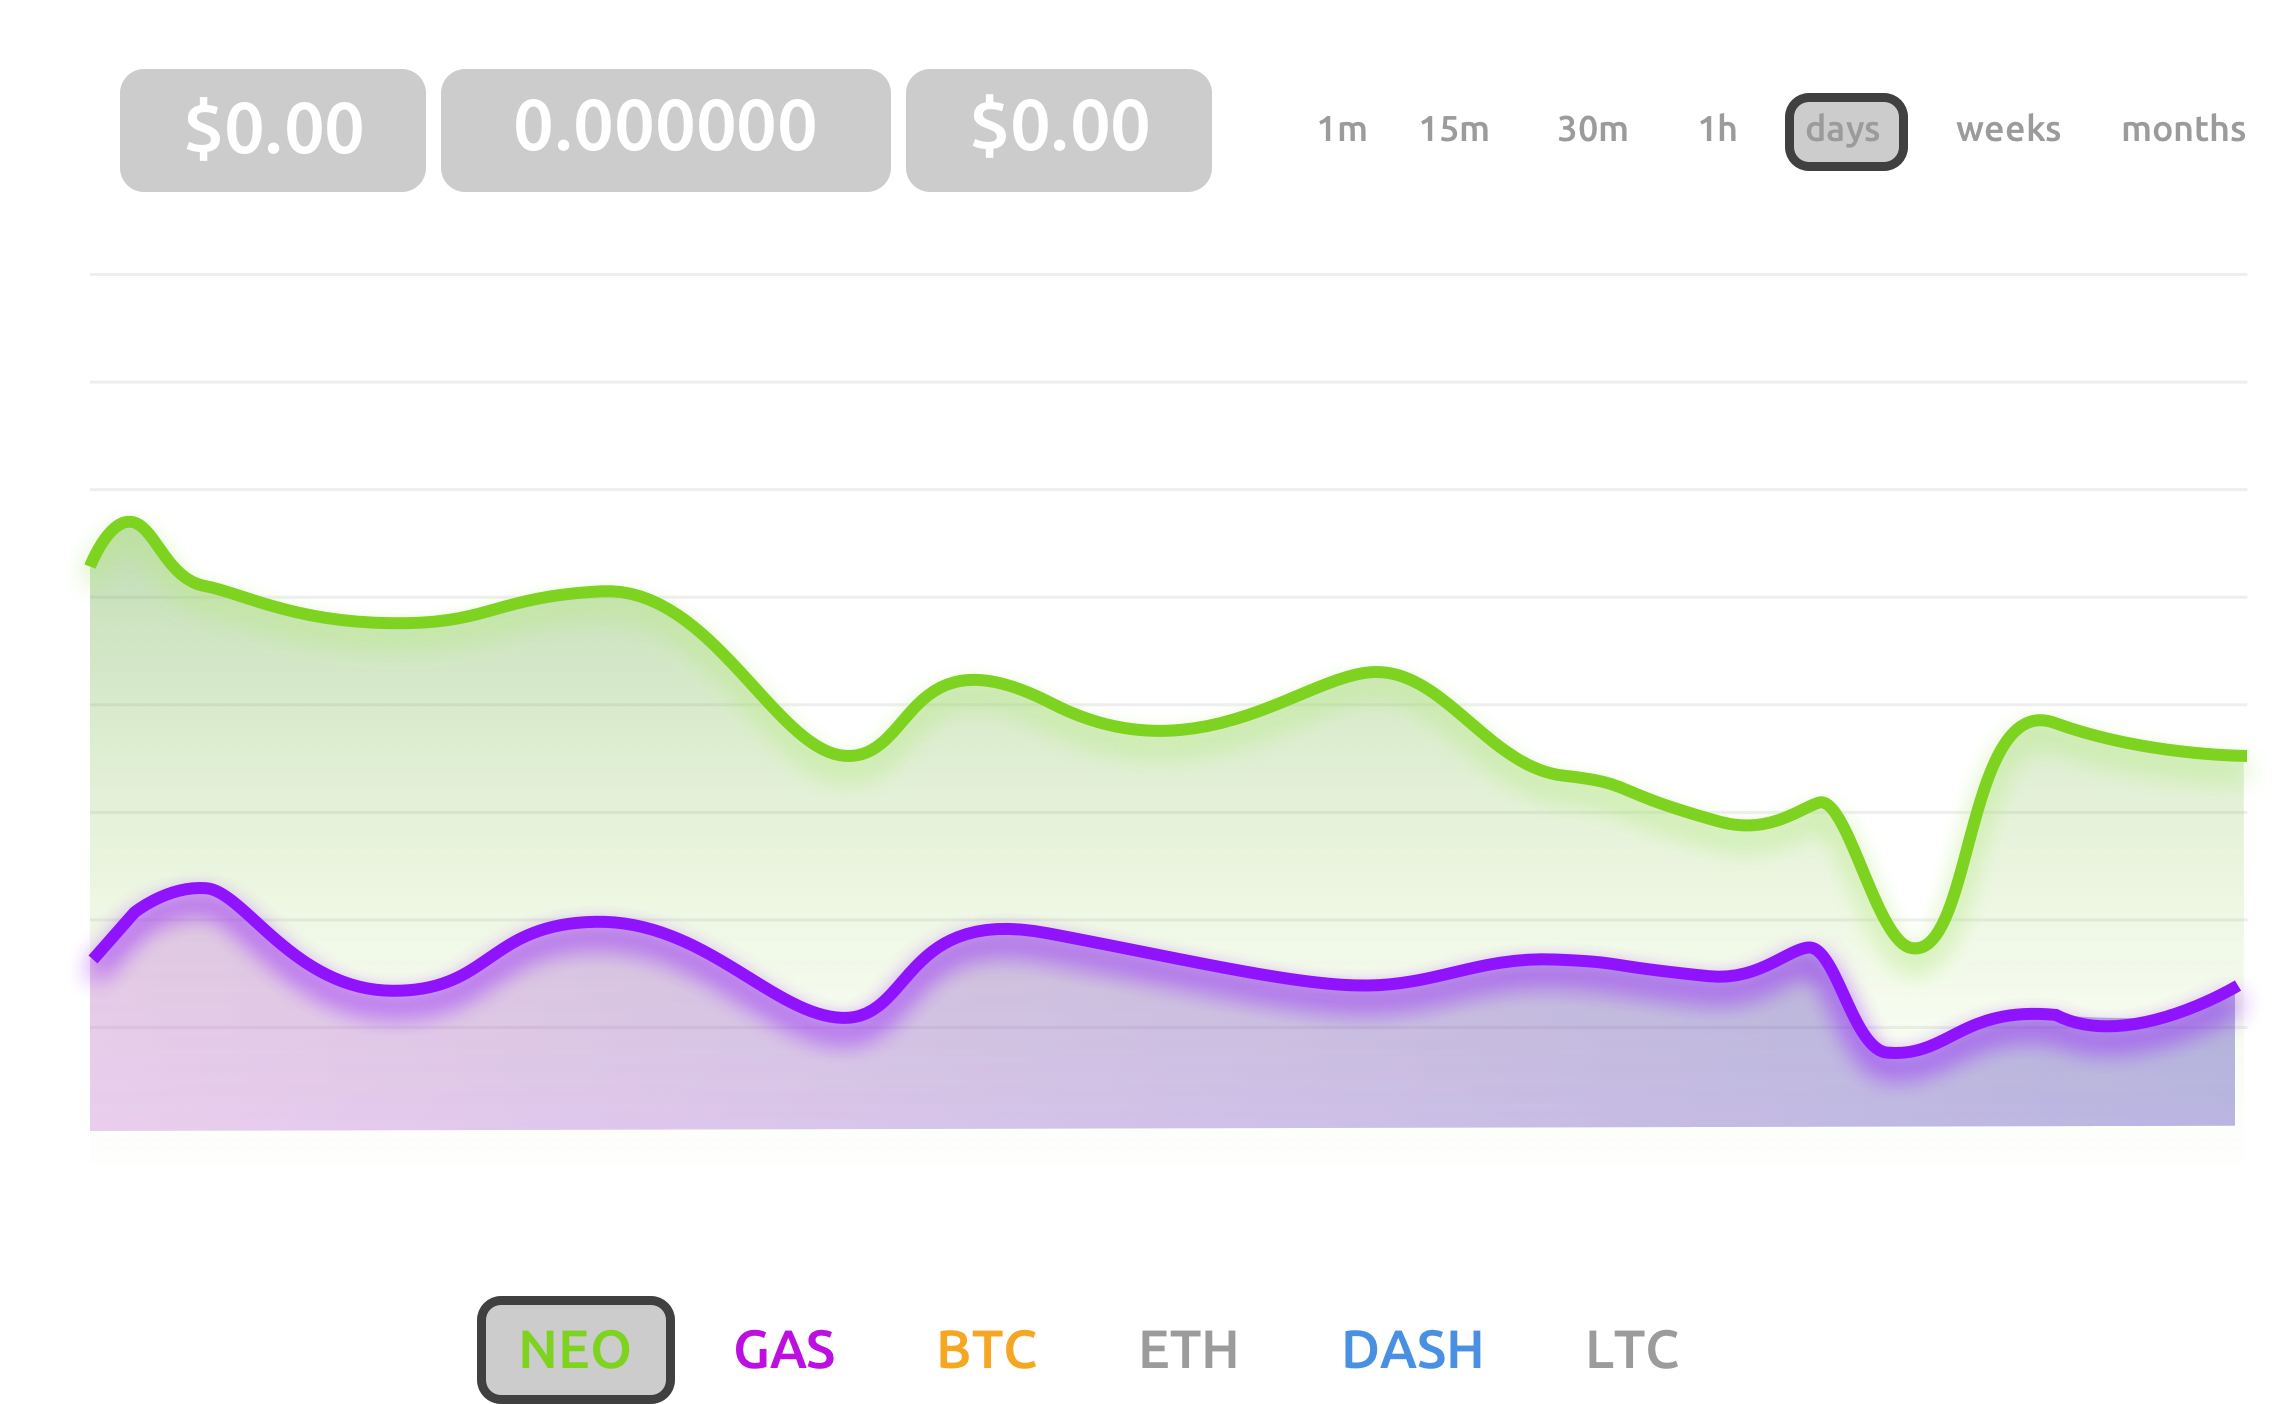 $0.00 0.000000 $0.00 1m 15m 30m 1h days weeks months
NEO GAS BTC ETH DASH LTC